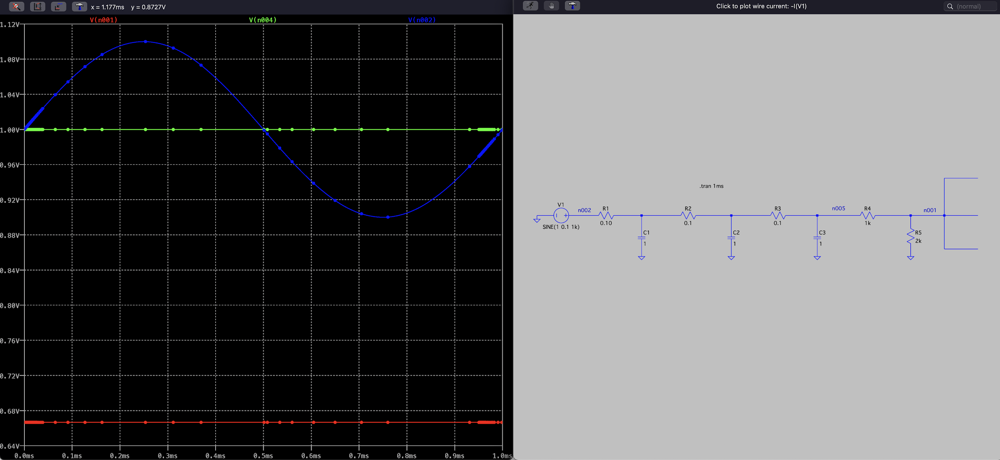 x = 1.177ms y = 0.8727V
V(n001) V(n004) V(n002)
1.12V
1.08V
1.04V
1.00V
0.96V
0.92V
0.88V
0.84V
0.80V
0.76V
0.72V
0.68V
0.64V
0.0ms 0.1ms 0.2ms 0.3ms 0.4ms 0.5ms 0.6ms 0.7ms 0.8ms 0.9ms 1.0ms
Click to plot wire current: -I(V1)
(normal)
.tran 1ms
V1
n002 R1 R2 R3 n005 R4 n001
0.10 0.1 0.1 1k
SINE(1 0.1 1k)
C1 C2 C3 R5
1 1 1 2k